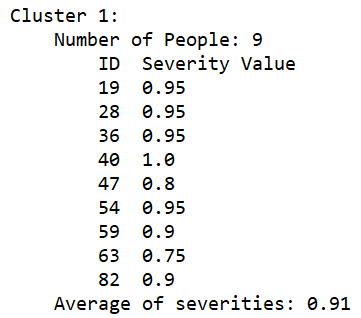 Cluster 1:
Number of People: 9
ID Severity Value
19 0.95
28 0.95
36 0.95
40 1.0
47 0.8
54 0.95
59 0.9
63 0.75
82 0.9
Average of severities: 0.91